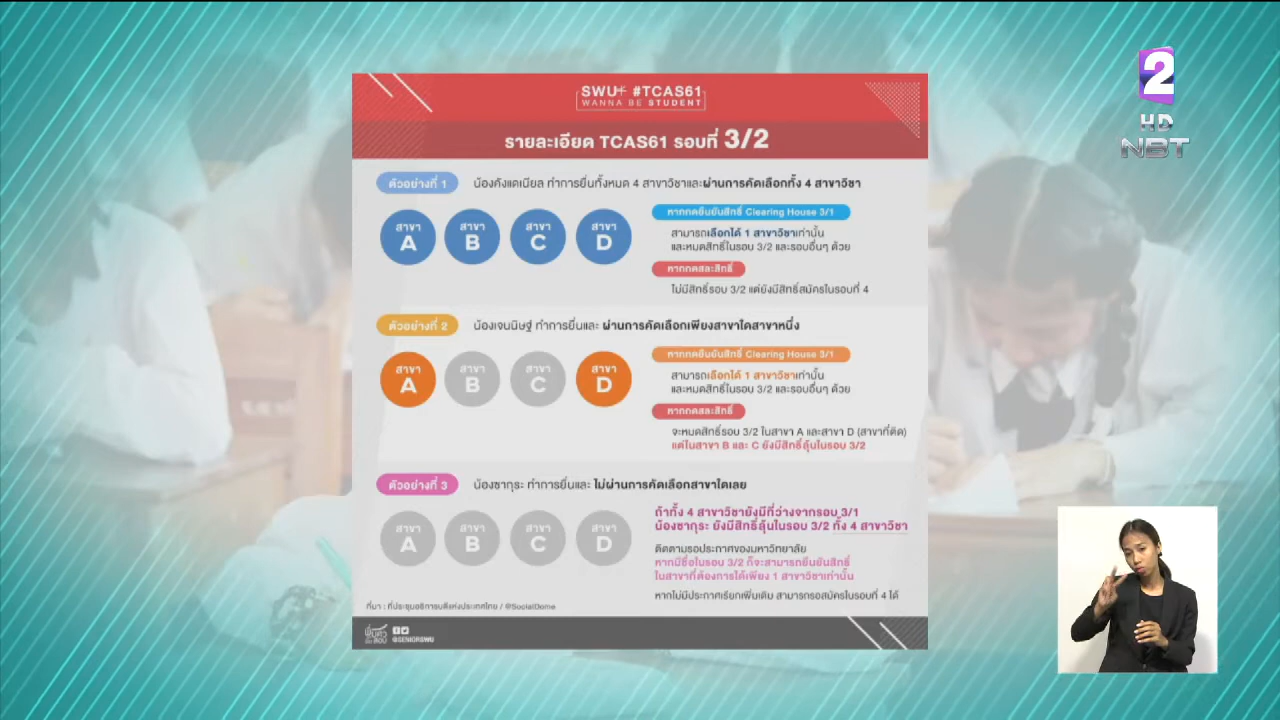 2
HD
NBT
SWU #TCAS61
WANNA BE STUDENT
รายละเอียด TCAS61 รอบที่ 3/2
ตัวอย่างที่ 1 น้องคังแดเนียล ทำการยื่นทั้งหมด 4 สาขาวิชาและผ่านการคัดเลือกทั้ง 4 สาขาวิชา
สาขา A สาขา B สาขา C สาขา D
หากกดยืนยันสิทธิ์ Clearing House 3/1
สามารถเลือกได้ 1 สาขาวิชาเท่านั้น
และหมดสิทธิ์ในรอบ 3/2 และรอบอื่นๆ ด้วย
หากกดสละสิทธิ์
ไม่มีสิทธิ์รอบ 3/2 แต่ยังมีสิทธิ์สมัครในรอบที่ 4
ตัวอย่างที่ 2 น้องเจนนิษฐ์ ทำการยื่นและ ผ่านการคัดเลือกเพียงสาขาใดสาขาหนึ่ง
สาขา A สาขา B สาขา C สาขา D
หากกดยืนยันสิทธิ์ Clearing House 3/1
สามารถเลือกได้ 1 สาขาวิชาเท่านั้น
และหมดสิทธิ์ในรอบ 3/2 และรอบอื่นๆ ด้วย
หากกดสละสิทธิ์
จะหมดสิทธิ์รอบ 3/2 ในสาขา A และสาขา D (สาขาที่ติด)
แต่ในสาขา B และ C ยังมีสิทธิ์ลุ้นในรอบ 3/2
ตัวอย่างที่ 3 น้องซากุระ ทำการยื่นและ ไม่ผ่านการคัดเลือกสาขาใดเลย
สาขา A สาขา B สาขา C สาขา D
ถ้าทั้ง 4 สาขาวิชายังมีที่ว่างจากรอบ 3/1
น้องซากุระ ยังมีสิทธิ์ลุ้นในรอบ 3/2 ทั้ง 4 สาขาวิชา
ติดตามรอประกาศของมหาวิทยาลัย
หากมีชื่อในรอบ 3/2 ก็จะสามารถยืนยันสิทธิ์
ในสาขาที่ต้องการได้เพียง 1 สาขาวิชาเท่านั้น
หากไม่มีประกาศเรียกเพิ่มเติม สามารถรอสมัครในรอบที่ 4 ได้
ที่มา : ที่ประชุมอธิการบดีแห่งประเทศไทย / @SocialDome
@SENIORSWU